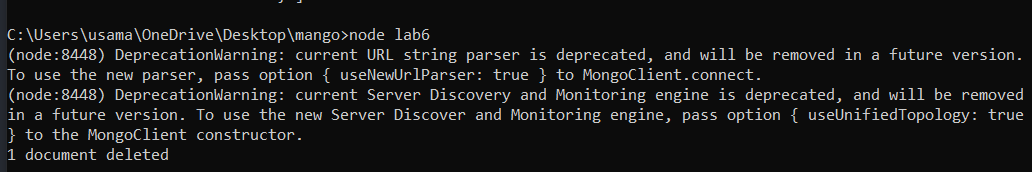 C:\Users\usama\OneDrive\Desktop\mango>node lab6
(node:8448) DeprecationWarning: current URL string parser is deprecated, and will be removed in a future version.
To use the new parser, pass option { useNewUrlParser: true } to MongoClient.connect.
(node:8448) DeprecationWarning: current Server Discovery and Monitoring engine is deprecated, and will be removed
in a future version. To use the new Server Discover and Monitoring engine, pass option { useUnifiedTopology: true
} to the MongoClient constructor.
1 document deleted